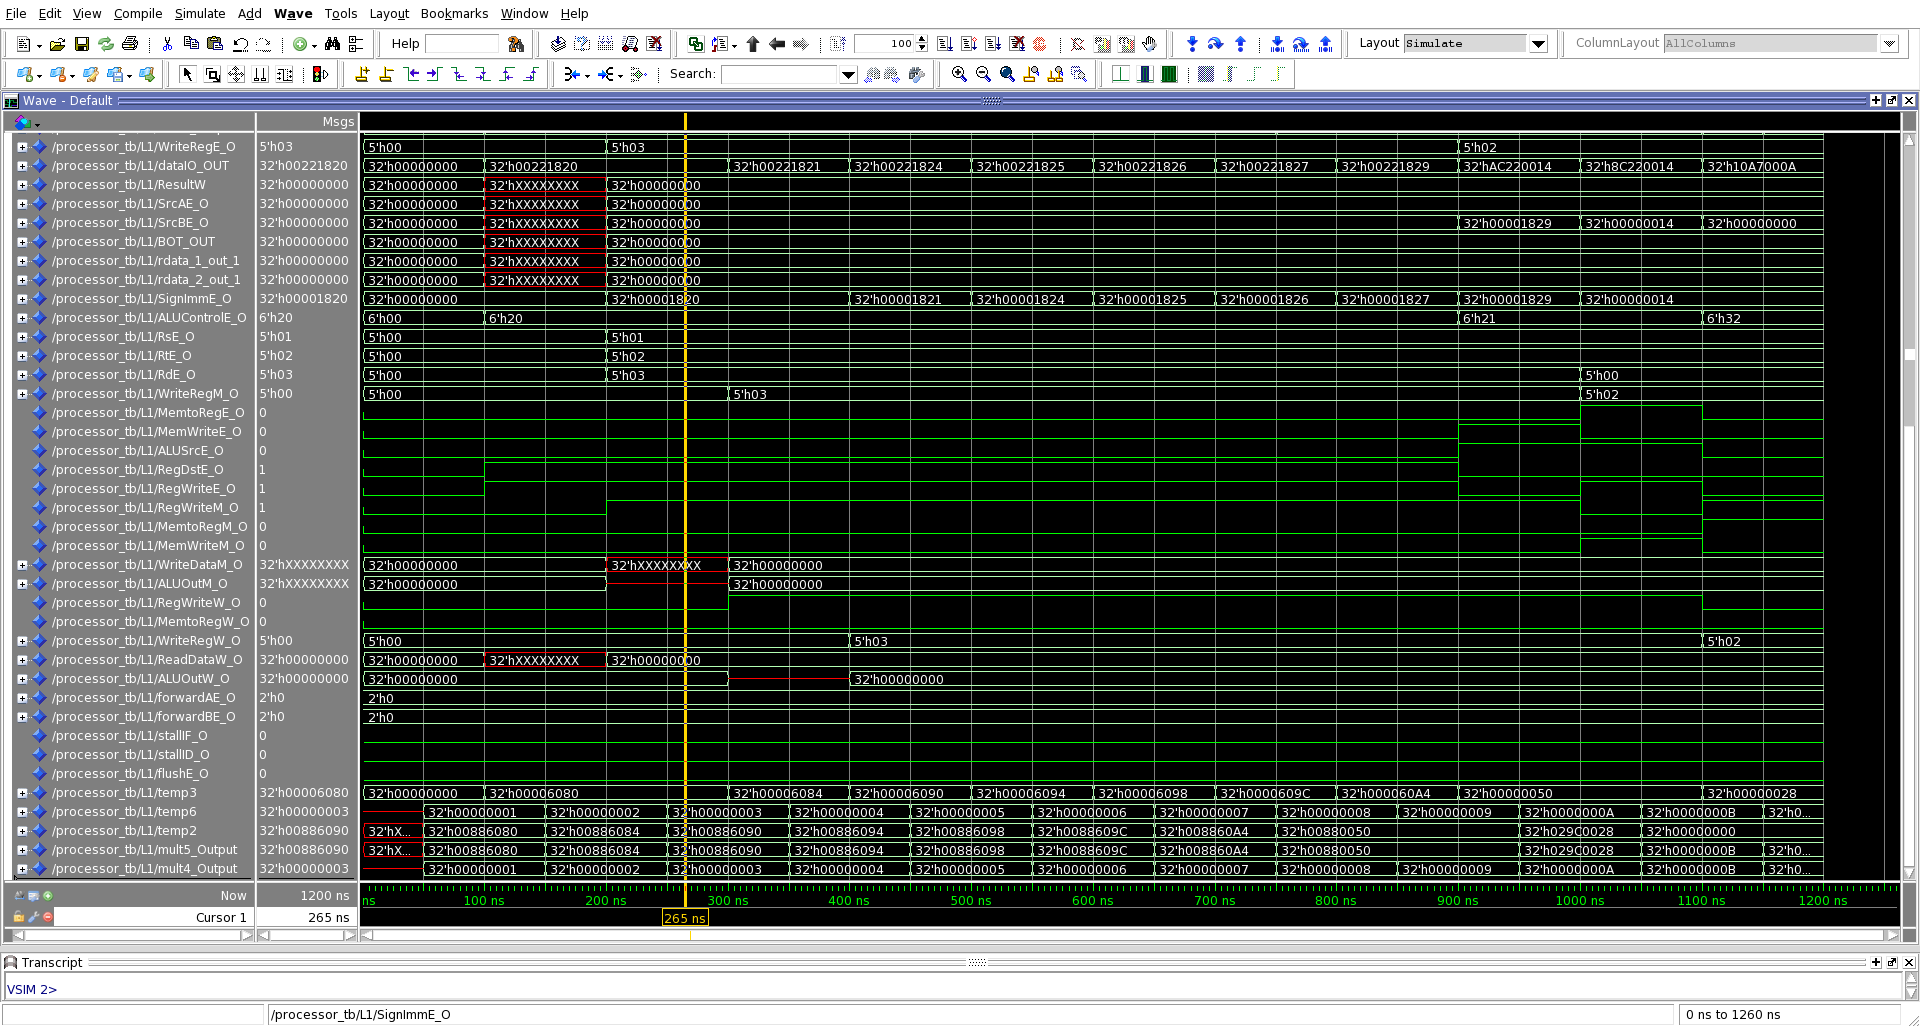 File Edit View Compile Simulate Add Wave Tools Layout Bookmarks Window Help
Help 100 Layout Simulate ColumnLayout AllColumns
Search:
Wave - Default
Msgs
/processor_tb/L1/WriteRegE_O 5'h03 5'h00 5'h03 5'h02
/processor_tb/L1/dataIO_OUT 32'h00221820 32'h00000000 32'h00221820 32'h00221821 32'h00221824 32'h00221825 32'h00221826 32'h00221827 32'h00221829 32'hAC220014 32'h8C220014 32'h10A7000A
/processor_tb/L1/ResultW 32'h00000000 32'h00000000 32'hXXXXXXXX 32'h00000000
/processor_tb/L1/SrcAE_O 32'h00000000 32'h00000000 32'hXXXXXXXX 32'h00000000
/processor_tb/L1/SrcBE_O 32'h00000000 32'h00000000 32'hXXXXXXXX 32'h00000000 32'h00001829 32'h00000014 32'h00000000
/processor_tb/L1/BOT_OUT 32'h00000000 32'h00000000 32'hXXXXXXXX 32'h00000000
/processor_tb/L1/rdata_1_out_1 32'h00000000 32'h00000000 32'hXXXXXXXX 32'h00000000
/processor_tb/L1/rdata_2_out_1 32'h00000000 32'h00000000 32'hXXXXXXXX 32'h00000000
/processor_tb/L1/SignImmE_O 32'h00001820 32'h00000000 32'h00001820 32'h00001821 32'h00001824 32'h00001825 32'h00001826 32'h00001827 32'h00001829 32'h00000014
/processor_tb/L1/ALUControlE_O 6'h20 6'h00 6'h20 6'h21 6'h32
/processor_tb/L1/RsE_O 5'h01 5'h00 5'h01
/processor_tb/L1/RtE_O 5'h02 5'h00 5'h02
/processor_tb/L1/RdE_O 5'h03 5'h00 5'h03 5'h00
/processor_tb/L1/WriteRegM_O 5'h00 5'h00 5'h03 5'h02
/processor_tb/L1/MemtoRegE_O 0
/processor_tb/L1/MemWriteE_O 0
/processor_tb/L1/ALUSrcE_O 0
/processor_tb/L1/RegDstE_O 1
/processor_tb/L1/RegWriteE_O 1
/processor_tb/L1/RegWriteM_O 1
/processor_tb/L1/MemtoRegM_O 0
/processor_tb/L1/MemWriteM_O 0
/processor_tb/L1/WriteDataM_O 32'hXXXXXXXX 32'h00000000 32'hXXXXXXXX 32'h00000000
/processor_tb/L1/ALUOutM_O 32'hXXXXXXXX 32'h00000000 32'h00000000
/processor_tb/L1/RegWriteW_O 0
/processor_tb/L1/MemtoRegW_O 0
/processor_tb/L1/WriteRegW_O 5'h00 5'h00 5'h03 5'h02
/processor_tb/L1/ReadDataW_O 32'h00000000 32'h00000000 32'hXXXXXXXX 32'h00000000
/processor_tb/L1/ALUOutW_O 32'h00000000 32'h00000000 32'h00000000
/processor_tb/L1/forwardAE_O 2'h0 2'h0
/processor_tb/L1/forwardBE_O 2'h0 2'h0
/processor_tb/L1/stallIF_O 0
/processor_tb/L1/stallID_O 0
/processor_tb/L1/flushE_O 0
/processor_tb/L1/temp3 32'h00006080 32'h00000000 32'h00006080 32'h00006084 32'h00006090 32'h00006094 32'h00006098 32'h0000609C 32'h000060A4 32'h00000050 32'h00000028
/processor_tb/L1/temp6 32'h00000003 32'h00000001 32'h00000002 32'h00000003 32'h00000004 32'h00000005 32'h00000006 32'h00000007 32'h00000008 32'h00000009 32'h0000000A 32'h0000000B 32'h0...
/processor_tb/L1/temp2 32'h00886090 32'hX... 32'h00886080 32'h00886084 32'h00886090 32'h00886094 32'h00886098 32'h0088609C 32'h008860A4 32'h00880050 32'h029C0028 32'h00000000
/processor_tb/L1/mult5_Output 32'h00886090 32'hX... 32'h00886080 32'h00886084 32'h00886090 32'h00886094 32'h00886098 32'h0088609C 32'h008860A4 32'h00880050 32'h029C0028 32'h0000000B 32'h0...
/processor_tb/L1/mult4_Output 32'h00000003 32'h00000001 32'h00000002 32'h00000003 32'h00000004 32'h00000005 32'h00000006 32'h00000007 32'h00000008 32'h00000009 32'h0000000A 32'h0000000B 32'h0...
Now 1200 ns ns 100 ns 200 ns 300 ns 400 ns 500 ns 600 ns 700 ns 800 ns 900 ns 1000 ns 1100 ns 1200 ns
Cursor 1 265 ns 265 ns
Transcript
VSIM 2>
/processor_tb/L1/SignImmE_O 0 ns to 1260 ns